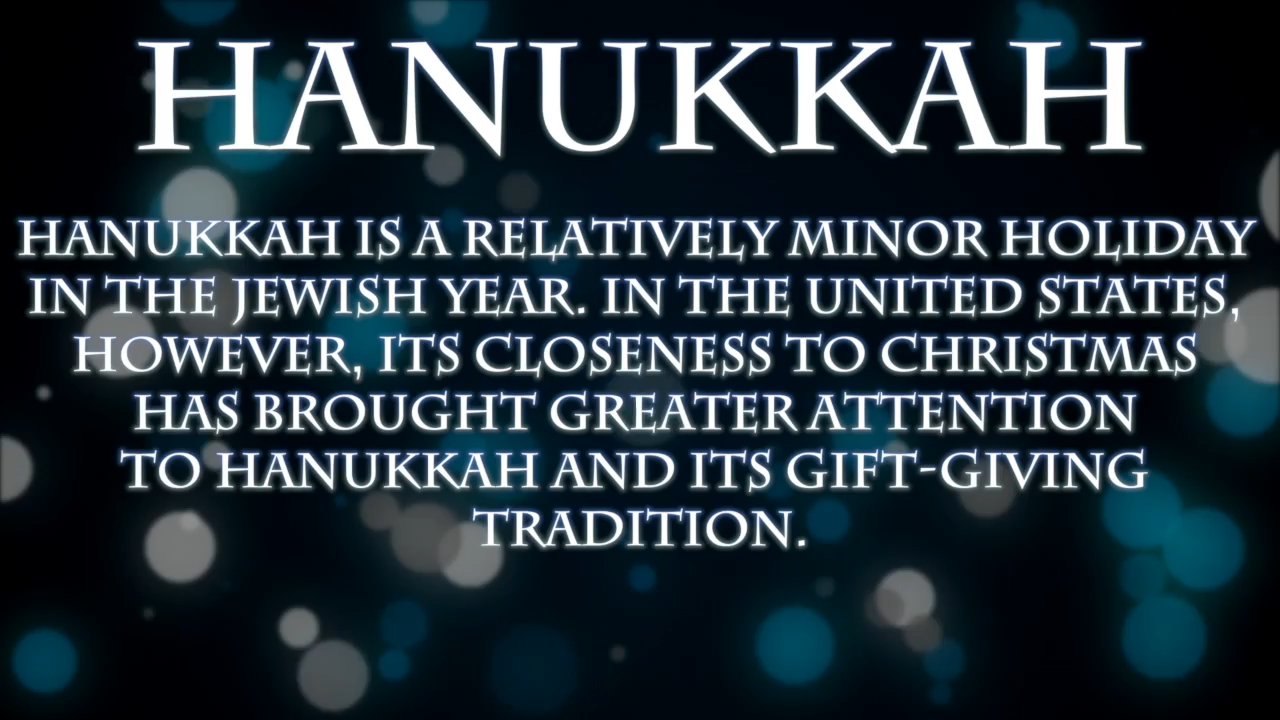 HANUKKAH
HANUKKAH IS A RELATIVELY MINOR HOLIDAY
IN THE JEWISH YEAR. IN THE UNITED STATES,
HOWEVER, ITS CLOSENESS TO CHRISTMAS
HAS BROUGHT GREATER ATTENTION
TO HANUKKAH AND ITS GIFT-GIVING
TRADITION.